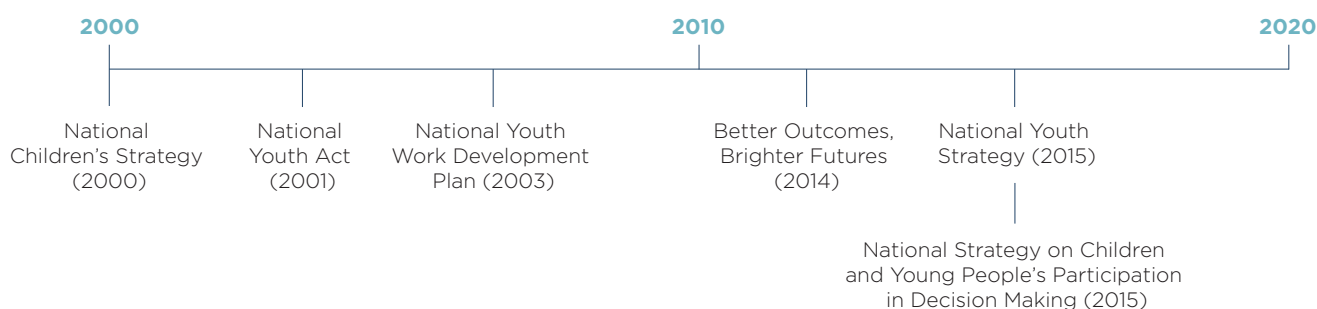 2000
2010
2020
National
Children’s Strategy
(2000)
National
Youth Act
(2001)
National Youth
Work Development
Plan (2003)
Better Outcomes,
Brighter Futures
(2014)
National Youth
Strategy (2015)
National Strategy on Children
and Young People’s Participation
in Decision Making (2015)